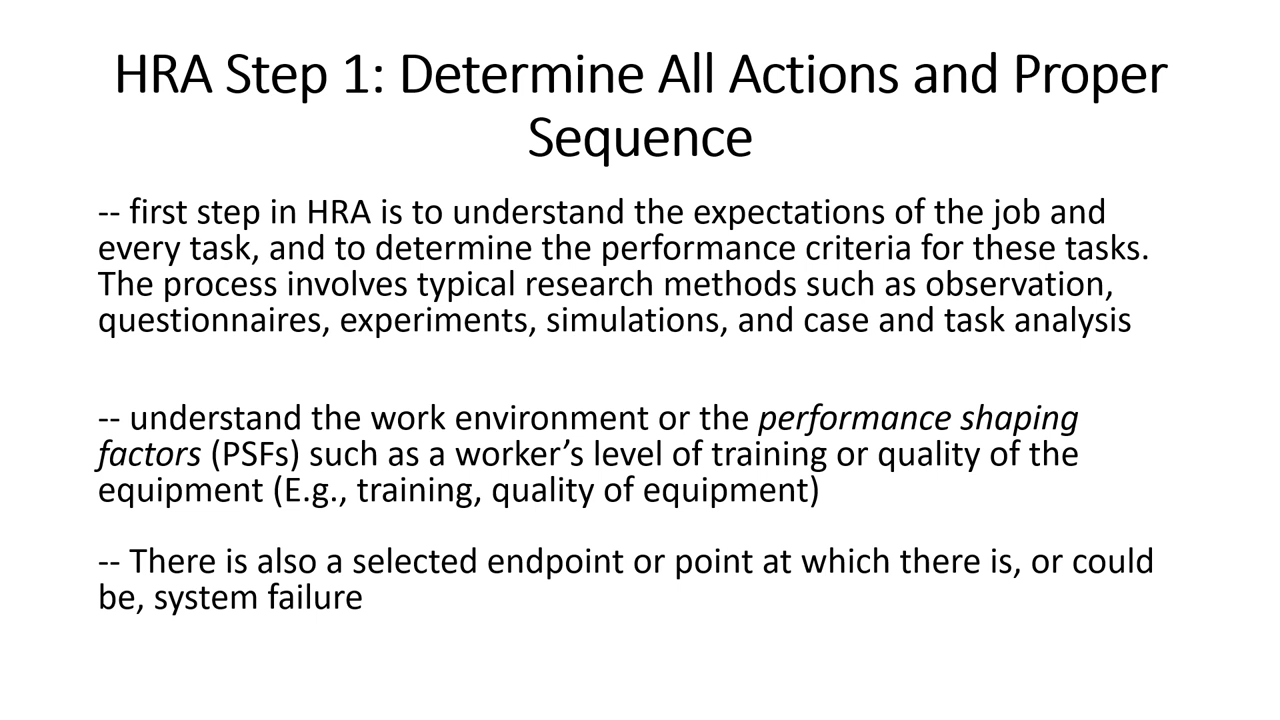 HRA Step 1: Determine All Actions and Proper
Sequence
-- first step in HRA is to understand the expectations of the job and
every task, and to determine the performance criteria for these tasks.
The process involves typical research methods such as observation,
questionnaires, experiments, simulations, and case and task analysis
-- understand the work environment or the performance shaping
factors (PSFs) such as a worker’s level of training or quality of the
equipment (E.g., training, quality of equipment)
-- There is also a selected endpoint or point at which there is, or could
be, system failure